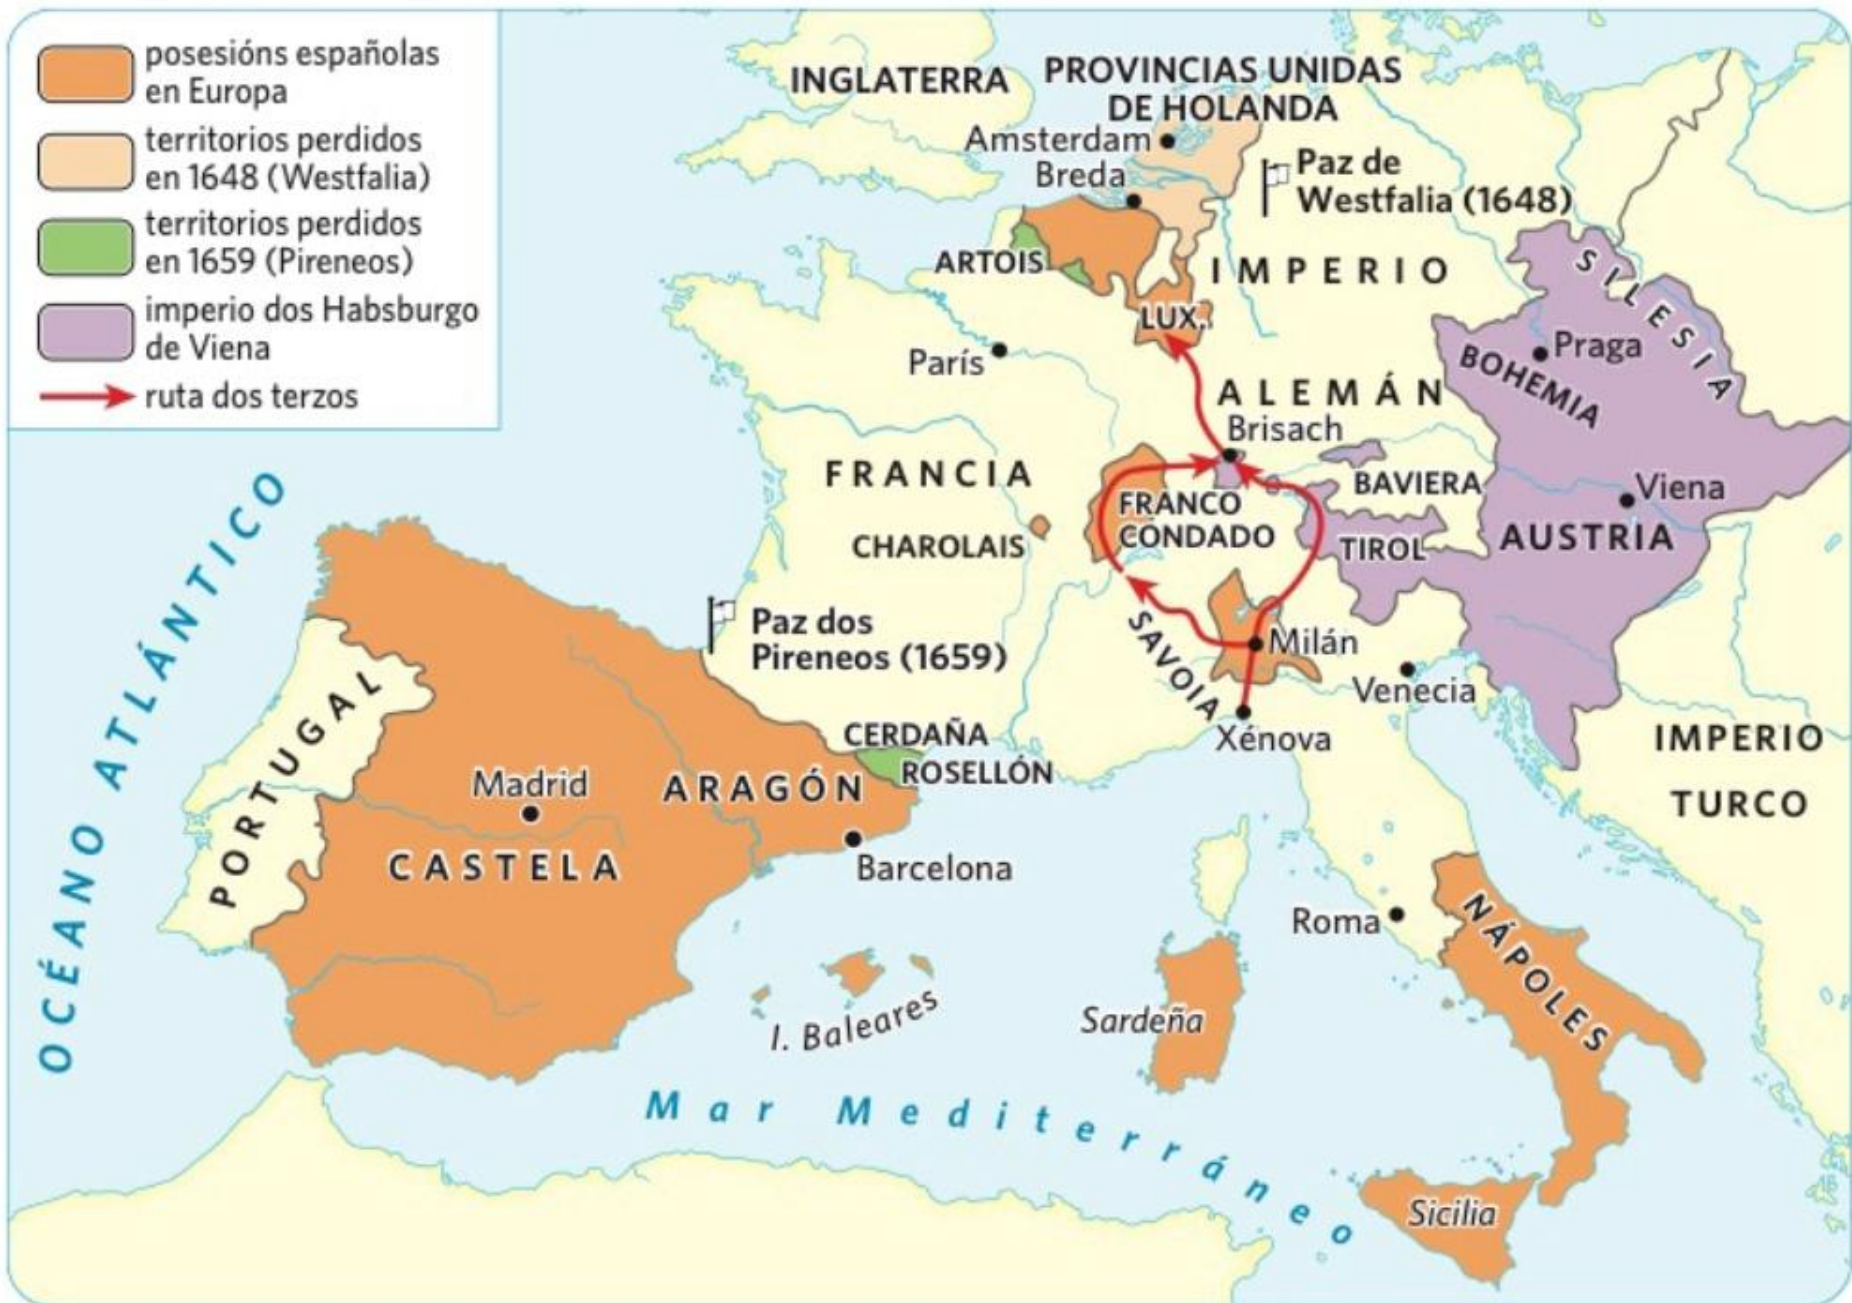 posesións españolas
en Europa
territorios perdidos
en 1648 (Westfalia)
territorios perdidos
en 1659 (Pireneos)
imperio dos Habsburgo
de Viena
ruta dos terzos
INGLATERRA
PROVINCIAS UNIDAS
DE HOLANDA
Amsterdam
Breda
Paz de
Westfalia (1648)
ARTOIS
IMPERIO
SILESIA
LUX.
París
Praga
BOHEMIA
ALEMÁN
Brisach
FRANCIA
BAVIERA
Viena
FRANCO
CONDADO
CHAROLAIS
TIROL
AUSTRIA
OCÉANO ATLÁNTICO
Paz dos
Pireneos (1659)
SAVOIA
Milán
Venecia
PORTUGAL
CERDAÑA
Xénova
IMPERIO
TURCO
ROSELLÓN
Madrid
ARAGÓN
CASTELA
Barcelona
Roma
NÁPOLES
I. Baleares
Sardeña
Mar Mediterráneo
Sicilia